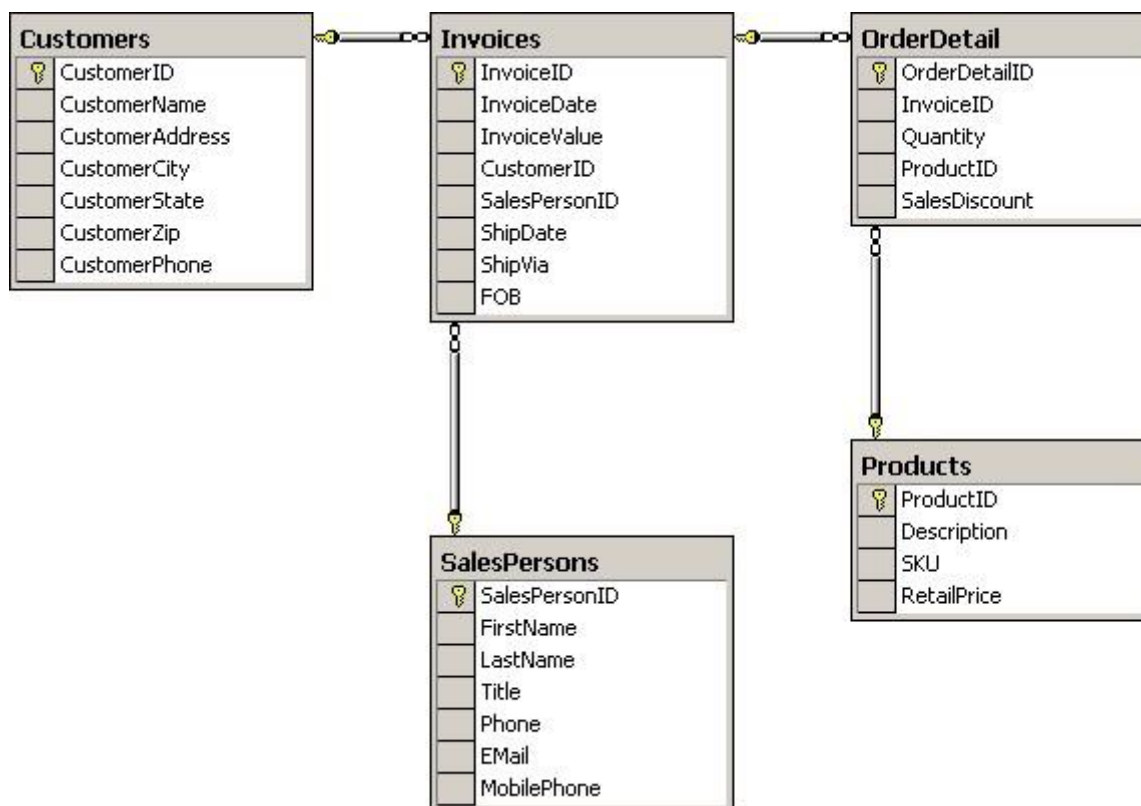 Customers
CustomerID
CustomerName
CustomerAddress
CustomerCity
CustomerState
CustomerZip
CustomerPhone
Invoices
InvoiceID
InvoiceDate
InvoiceValue
CustomerID
SalesPersonID
ShipDate
ShipVia
FOB
OrderDetail
OrderDetailID
InvoiceID
Quantity
ProductID
SalesDiscount
Products
ProductID
Description
SKU
RetailPrice
SalesPersons
SalesPersonID
FirstName
LastName
Title
Phone
EMail
MobilePhone